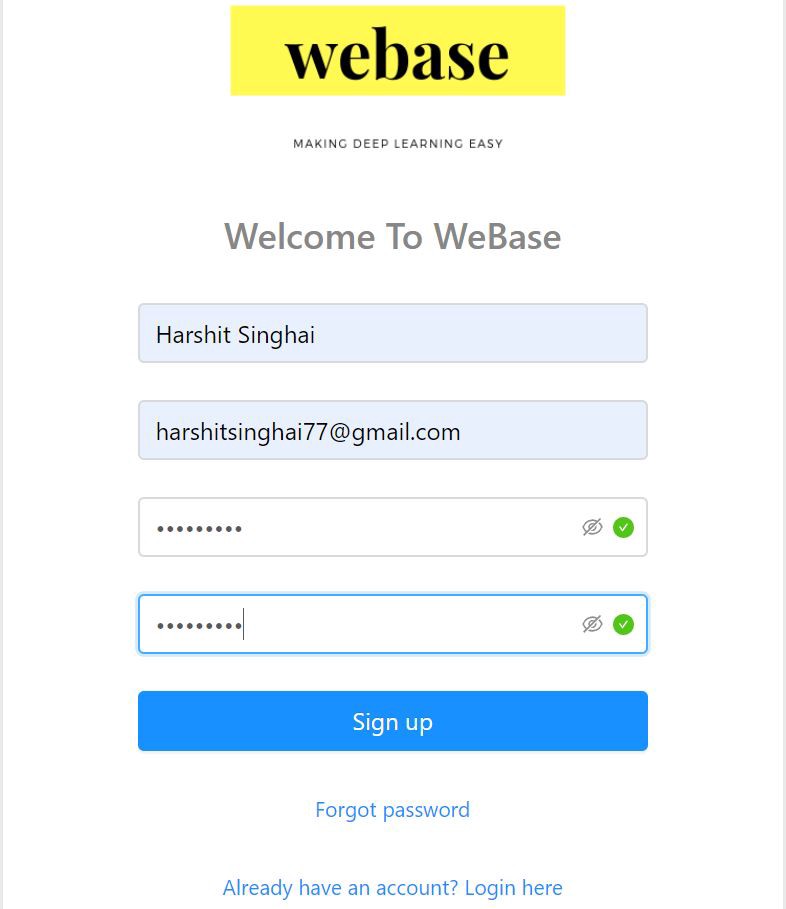 webase
MAKING DEEP LEARNING EASY
Welcome To WeBase
Harshit Singhai
harshitsinghai77@gmail.com
•••••••••
•••••••••
Sign up
Forgot password
Already have an account? Login here